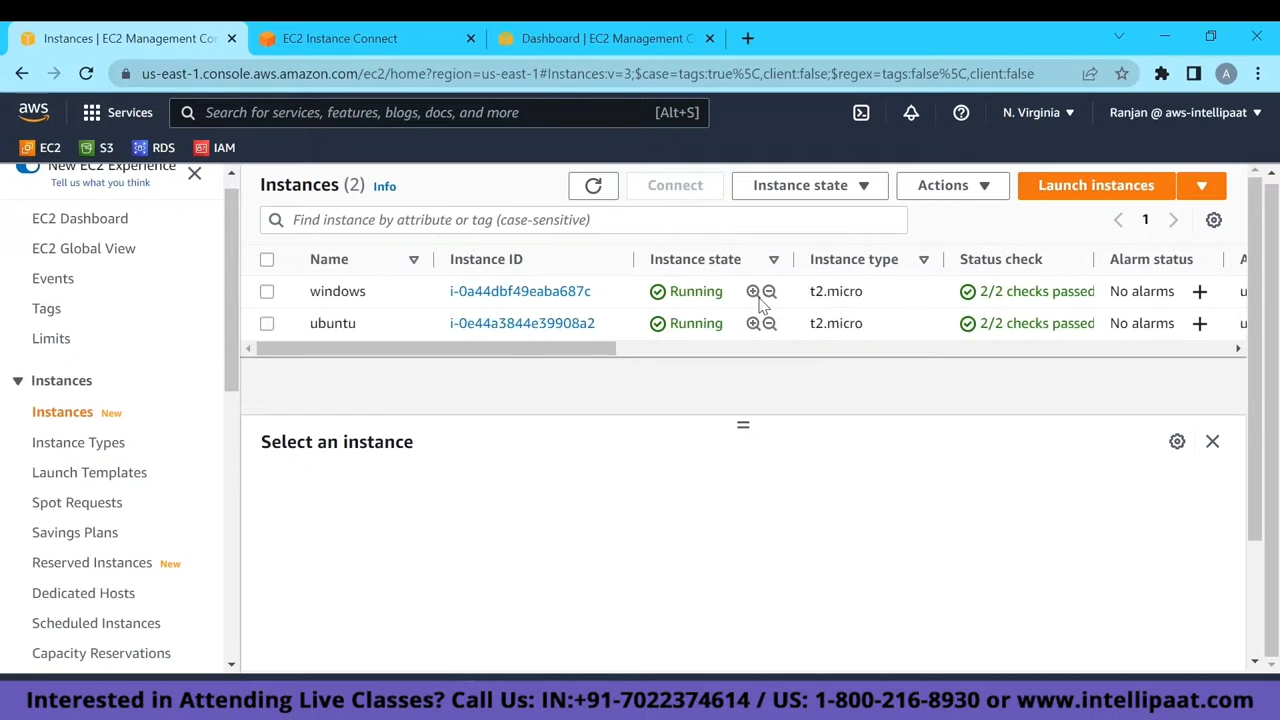 Instances | EC2 Management Con
EC2 Instance Connect
Dashboard | EC2 Management C
us-east-1.console.aws.amazon.com/ec2/home?region=us-east-1#Instances:v=3;$case=tags:true%5C,client:false;$regex=tags:false%5C,client:false
A
aws
Services
Search for services, features, blogs, docs, and more
[Alt+S]
N. Virginia
Ranjan @ aws-intellipaat
EC2
S3
RDS
IAM
New EC2 Experience
Tell us what you think
EC2 Dashboard
EC2 Global View
Events
Tags
Limits
Instances
Instances New
Instance Types
Launch Templates
Spot Requests
Savings Plans
Reserved Instances New
Dedicated Hosts
Scheduled Instances
Capacity Reservations
Instances (2) Info
Connect
Instance state
Actions
Launch instances
Find instance by attribute or tag (case-sensitive)
1
Name Instance ID Instance state Instance type Status check Alarm status A
windows i-0a44dbf49eaba687c Running t2.micro 2/2 checks passed No alarms + u
ubuntu i-0e44a3844e39908a2 Running t2.micro 2/2 checks passed No alarms + u
Select an instance
Interested in Attending Live Classes? Call Us: IN:+91-7022374614 / US: 1-800-216-8930 or www.intellipaat.com